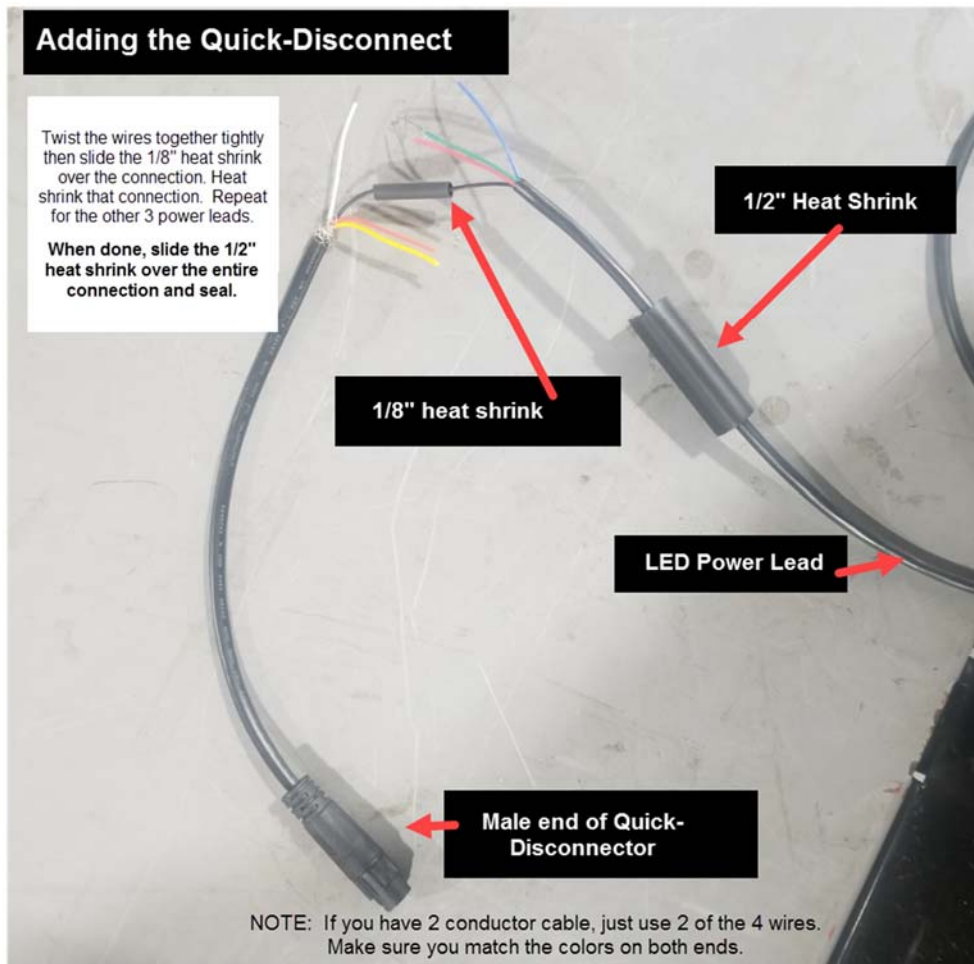 Adding the Quick-Disconnect
Twist the wires together tightly
then slide the 1/8" heat shrink
over the connection. Heat
shrink that connection.  Repeat
for the other 3 power leads.
When done, slide the 1/2"
heat shrink over the entire
connection and seal.
1/2" Heat Shrink
1/8" heat shrink
LED Power Lead
Male end of Quick-
Disconnector
NOTE:  If you have 2 conductor cable, just use 2 of the 4 wires.
Make sure you match the colors on both ends.